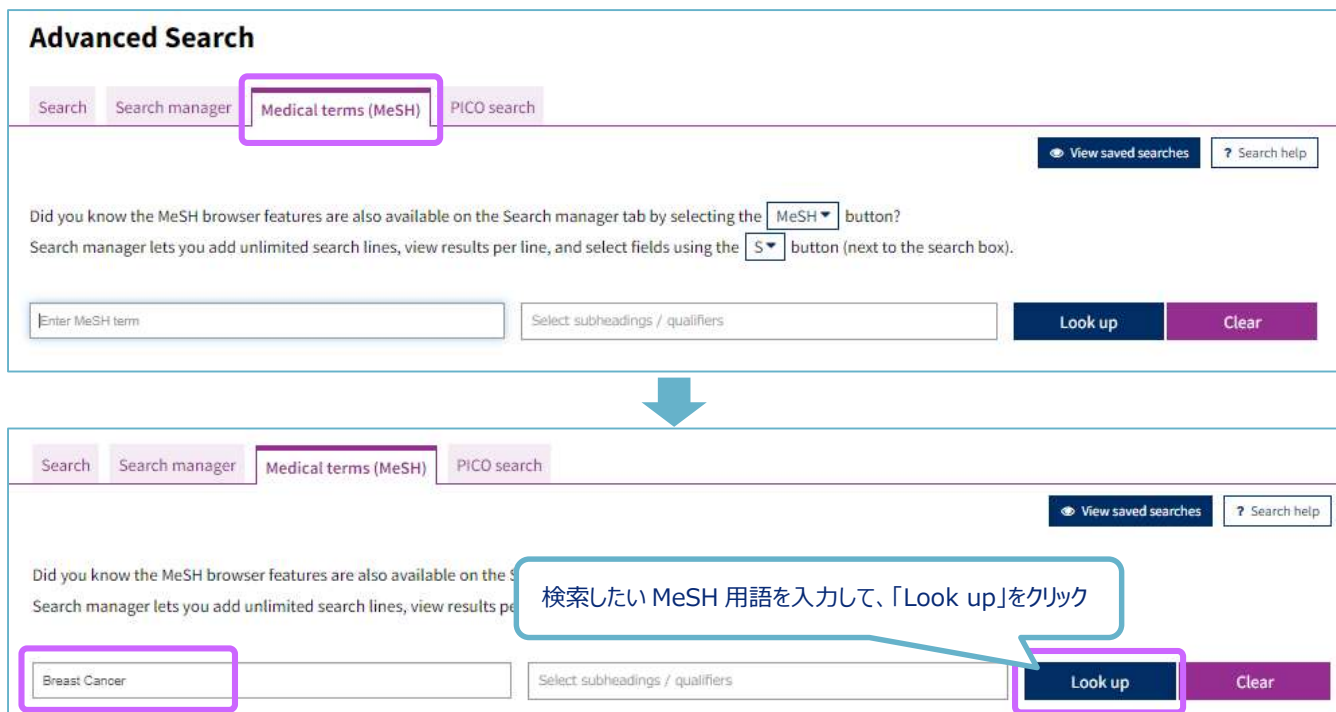 Advanced Search
Search Search manager Medical terms (MeSH) PICO search
View saved searches ? Search help
Did you know the MeSH browser features are also available on the Search manager tab by selecting the MeSH button?
Search manager lets you add unlimited search lines, view results per line, and select fields using the S button (next to the search box).
Enter MeSH term Select subheadings / qualifiers Look up Clear
Search Search manager Medical terms (MeSH) PICO search
View saved searches ? Search help
Did you know the MeSH browser features are also available on the S
Search manager lets you add unlimited search lines, view results pe
検索したい MeSH 用語を入力して、「Look up」をクリック
Breast Cancer Select subheadings / qualifiers Look up Clear